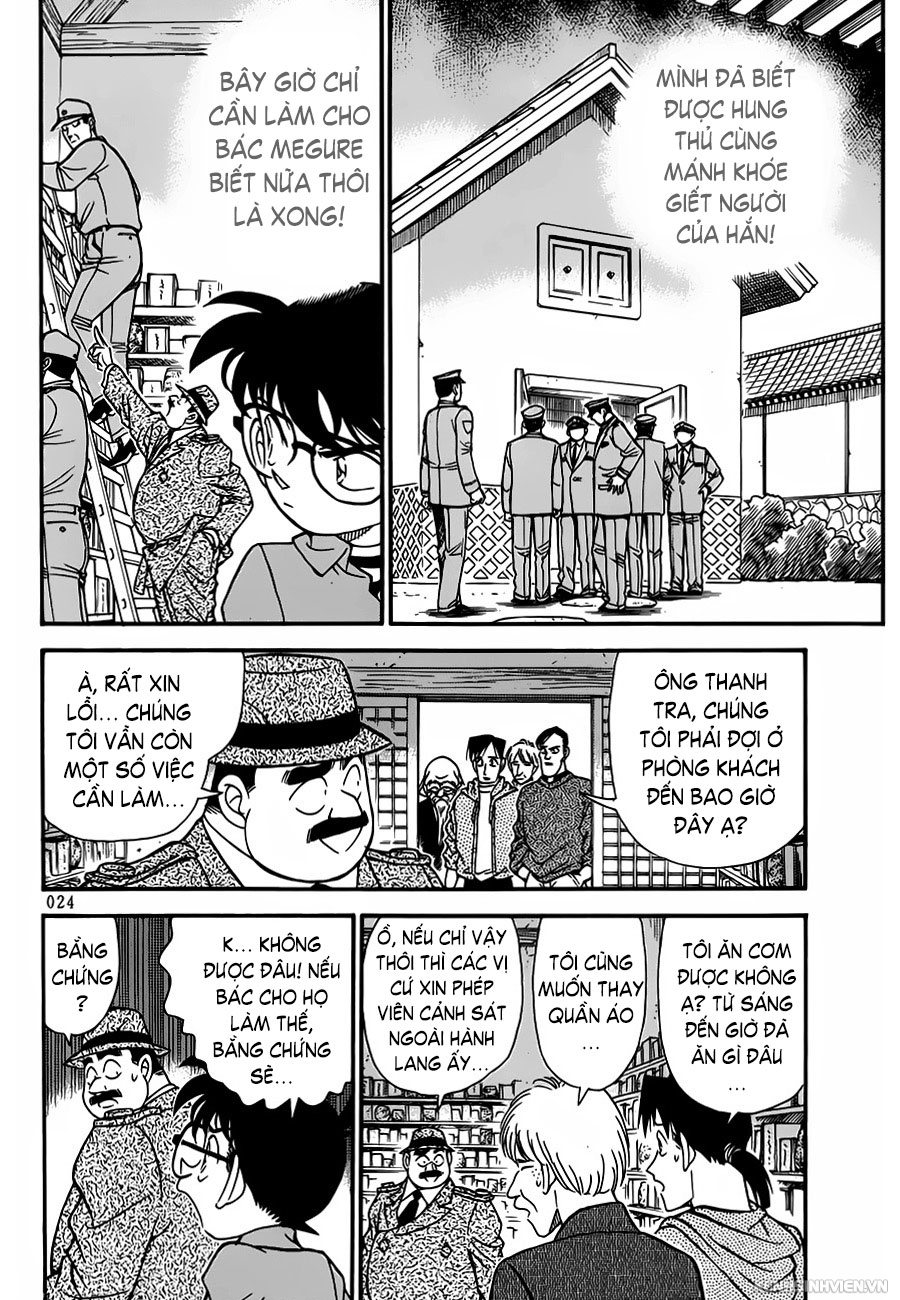 MÌNH ĐÃ BIẾT
ĐƯỢC HUNG
THỦ CÙNG
MÁNH KHÓE
GIẾT NGƯỜI
CỦA HẮN!
BÂY GIỜ CHỈ
CẦN LÀM CHO
BÁC MEGURE
BIẾT NỮA THÔI
LÀ XONG!
ÔNG THANH
TRA, CHÚNG
TÔI PHẢI ĐỢI Ở
PHÒNG KHÁCH
ĐẾN BAO GIỜ
ĐÂY Ạ?
À, RẤT XIN
LỖI... CHÚNG
TÔI VẪN CÒN
MỘT SỐ VIỆC
CẦN LÀM...
024
TÔI ĂN CƠM
ĐƯỢC KHÔNG
Ạ? TỪ SÁNG
ĐẾN GIỜ ĐÃ
ĂN GÌ ĐÂU
...
TÔI CŨNG
MUỐN THAY
QUẦN ÁO
...
Ồ, NẾU CHỈ VẬY
THÔI THÌ CÁC VỊ
CỨ XIN PHÉP
VIÊN CẢNH SÁT
NGOÀI HÀNH
LANG ẤY...
K... KHÔNG
ĐƯỢC ĐÂU! NẾU
BÁC CHO HỌ
LÀM THẾ,
BẰNG CHỨNG
SẼ...
BẰNG
CHỨNG
?